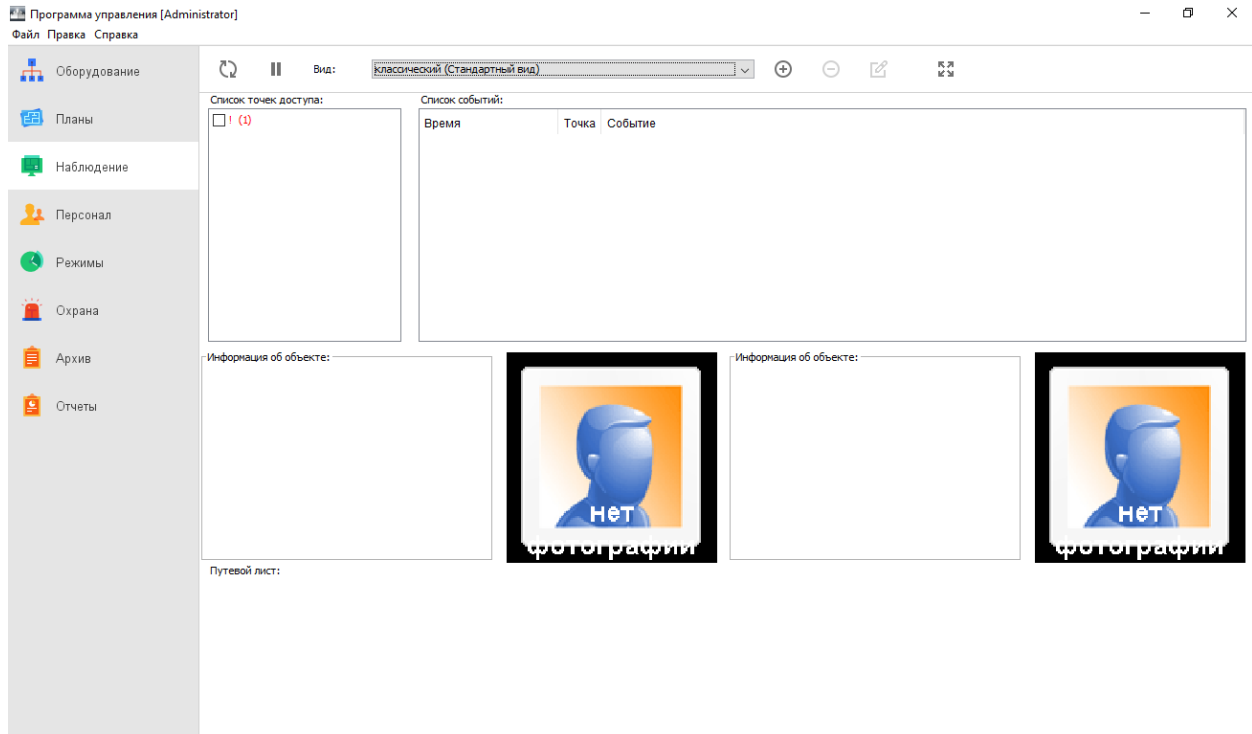 Программа управления [Administrator]
Файл Правка Справка
Оборудование
Планы
Наблюдение
Персонал
Режимы
Охрана
Архив
Отчеты
Вид: классический (Стандартный вид)
Список точек доступа:
! (1)
Список событий:
Время Точка Событие
Информация об объекте:
нет
фотографии
Информация об объекте:
нет
фотографии
Путевой лист: